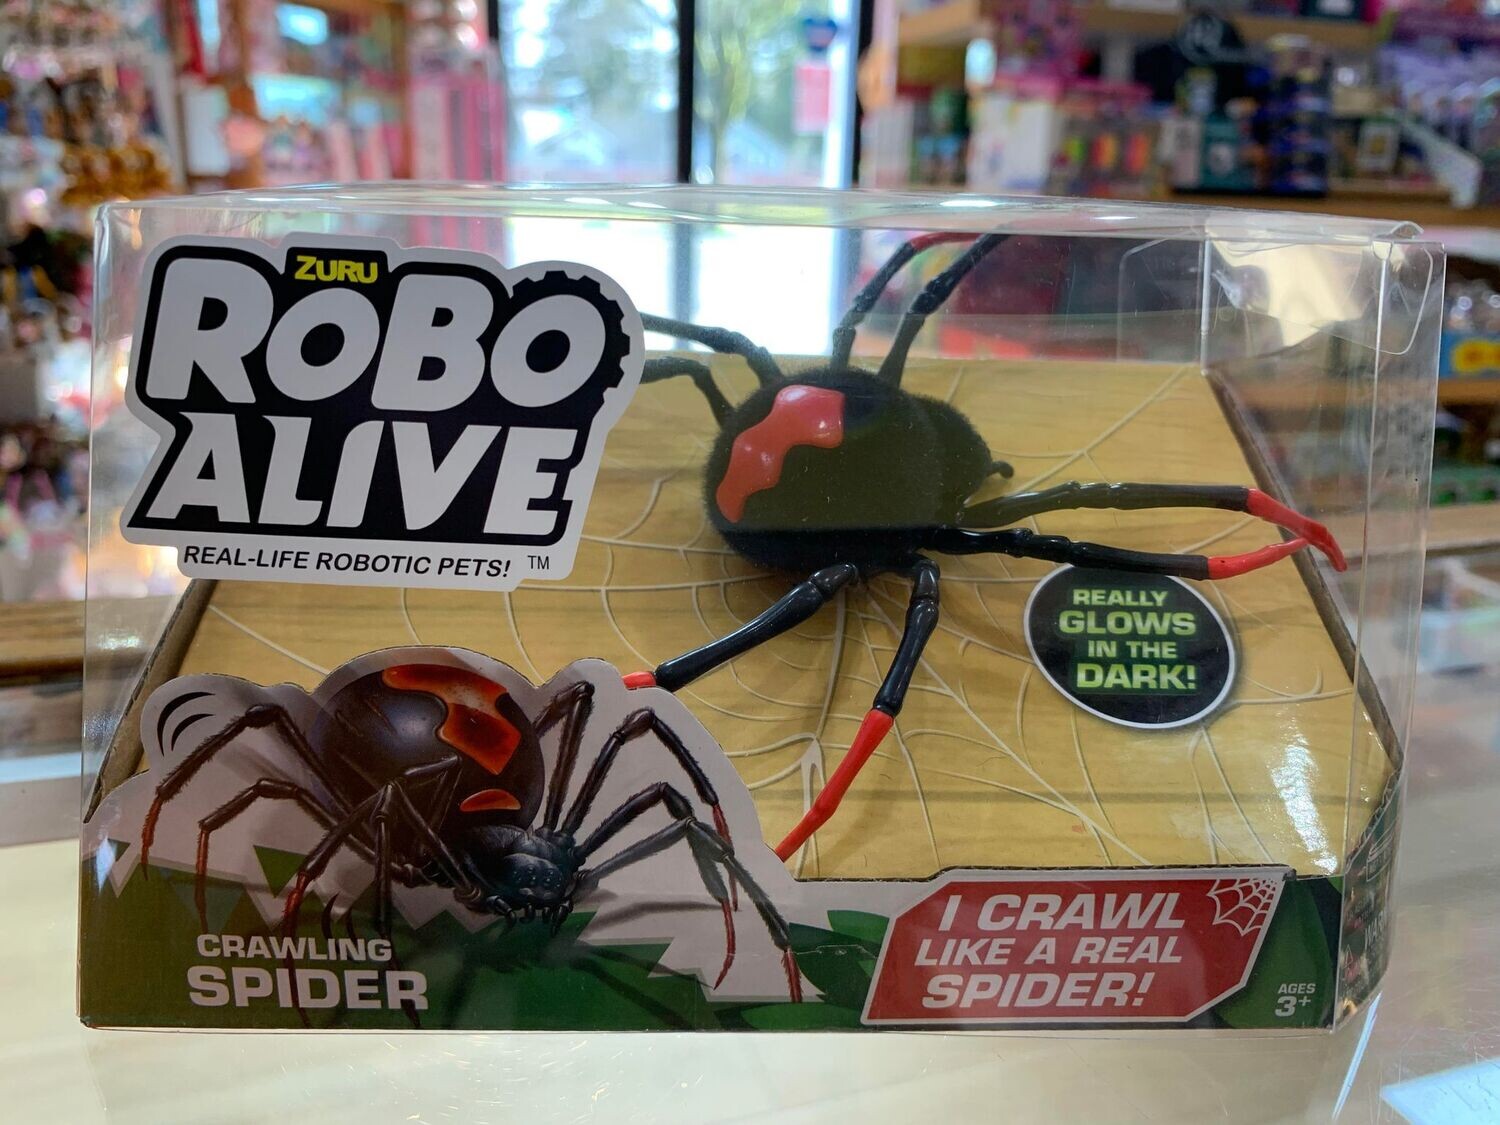 ZURU
ROBO
ALIVE
REAL-LIFE ROBOTIC PETS! TM
REALLY
GLOWS
IN THE
DARK!
CRAWLING
SPIDER
I CRAWL
LIKE A REAL
SPIDER!
AGES
3+